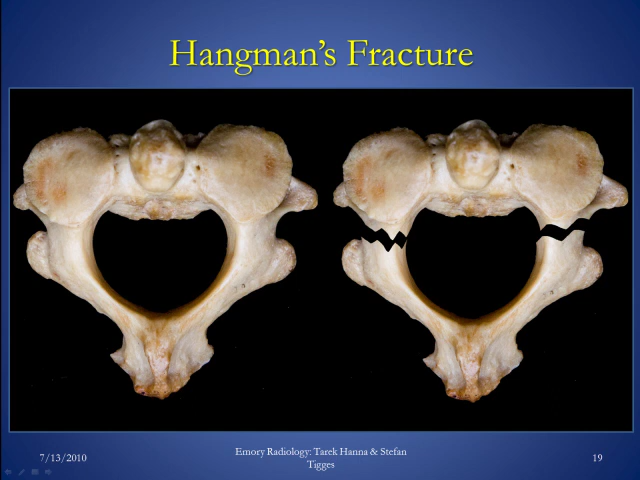 Hangman's Fracture
7/13/2010
Emory Radiology: Tarek Hanna & Stefan
Tigges
19